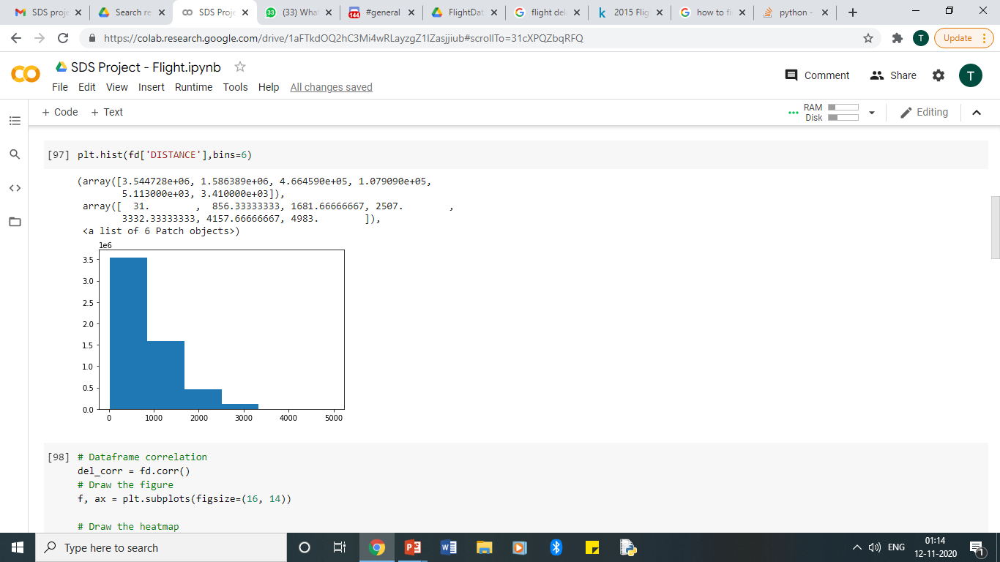 SDS proje
Search re
SDS Proje
33
(33) What
144
#general
FlightDat
flight del
2015 Flig
how to fi
python -
https://colab.research.google.com/drive/1aFTkdOQ2hC3Mi4wRLayzgZ1IZasjjiub#scrollTo=31cXPQZbqRFQ
T
Update
SDS Project - Flight.ipynb
File Edit View Insert Runtime Tools Help All changes saved
Comment
Share
T
+ Code + Text
RAM
Disk
Editing
[97] plt.hist(fd['DISTANCE'],bins=6)
(array([3.544728e+06, 1.586389e+06, 4.664590e+05, 1.079090e+05,
5.113000e+03, 3.410000e+03]),
array([ 31. , 856.33333333, 1681.66666667, 2507. ,
3332.33333333, 4157.66666667, 4983. ]),
<a list of 6 Patch objects>)
1e6
3.5
3.0
2.5
2.0
1.5
1.0
0.5
0.0
0 1000 2000 3000 4000 5000
[98] # Dataframe correlation
del_corr = fd.corr()
# Draw the figure
f, ax = plt.subplots(figsize=(16, 14))
# Draw the heatmap
Type here to search
ENG
01:14
12-11-2020
1